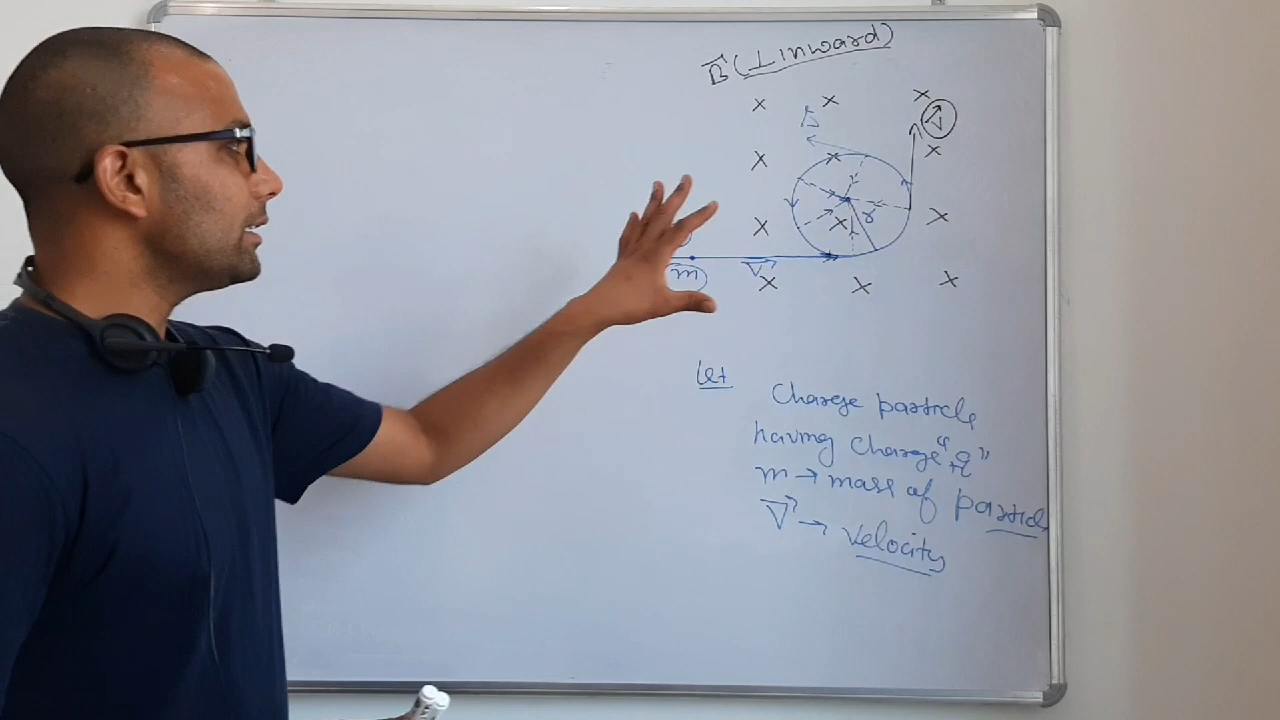 B⃗ (⊥ inward)
x x x
V⃗
V⃗
x x x
r
x x x
V⃗
m
x x x
Let
Charge particle
having charge "+q"
m → mass of particle
V⃗ → Velocity